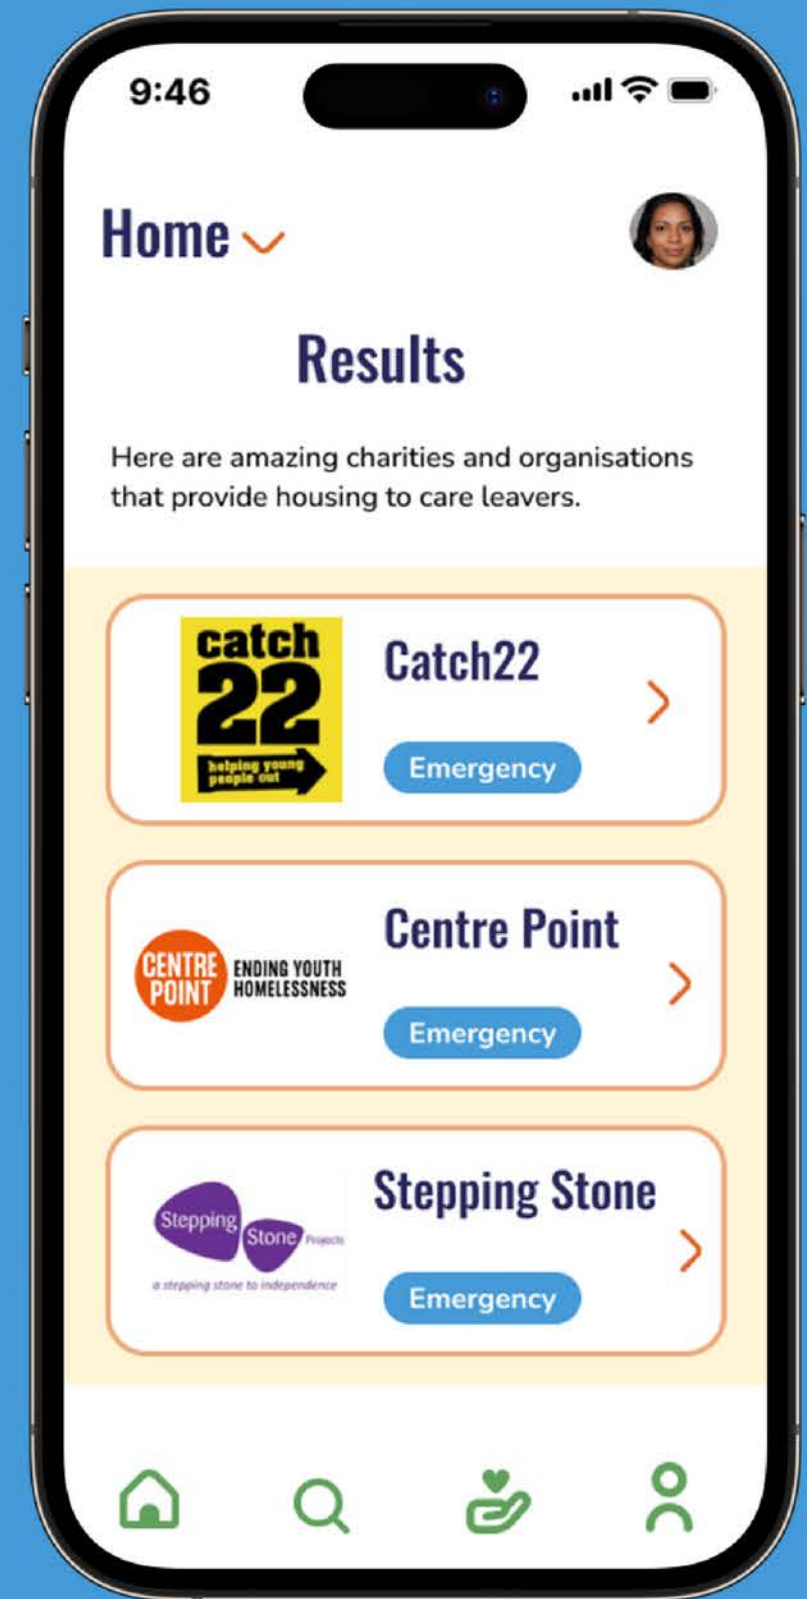 9:46
Home
Results
Here are amazing charities and organisations
that provide housing to care leavers.
catch
22
helping young
people out
Catch22
Emergency
CENTRE
POINT
ENDING YOUTH
HOMELESSNESS
Centre Point
Emergency
Stepping
Stone Projects
a stepping stone to independence
Stepping Stone
Emergency